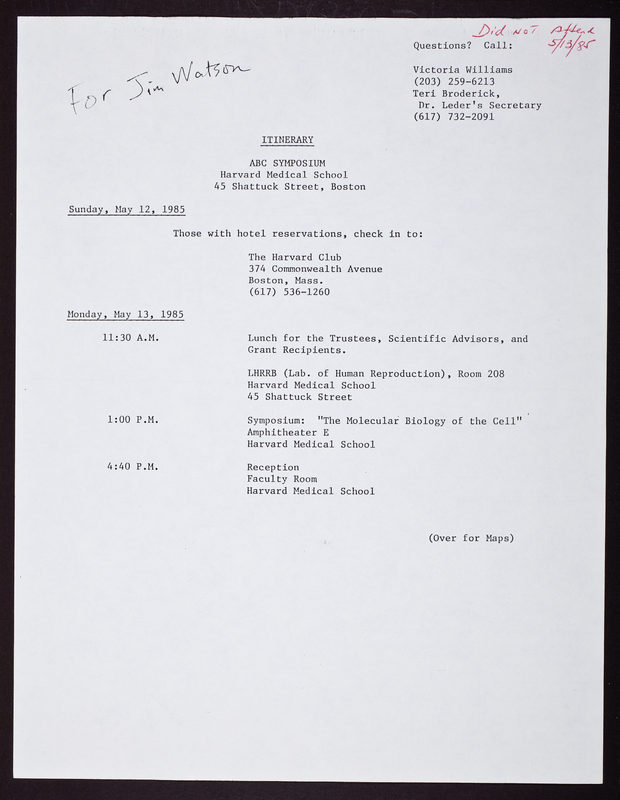 Did NOT Attend
5/13/85
Questions? Call:
For Jim Watson
Victoria Williams
(203) 259-6213
Teri Broderick,
Dr. Leder's Secretary
(617) 732-2091
ITINERARY
ABC SYMPOSIUM
Harvard Medical School
45 Shattuck Street, Boston
Sunday, May 12, 1985
Those with hotel reservations, check in to:
The Harvard Club
374 Commonwealth Avenue
Boston, Mass.
(617) 536-1260
Monday, May 13, 1985
11:30 A.M. Lunch for the Trustees, Scientific Advisors, and
Grant Recipients.
LHRRB (Lab. of Human Reproduction), Room 208
Harvard Medical School
45 Shattuck Street
1:00 P.M. Symposium: "The Molecular Biology of the Cell"
Amphitheater E
Harvard Medical School
4:40 P.M. Reception
Faculty Room
Harvard Medical School
(Over for Maps)